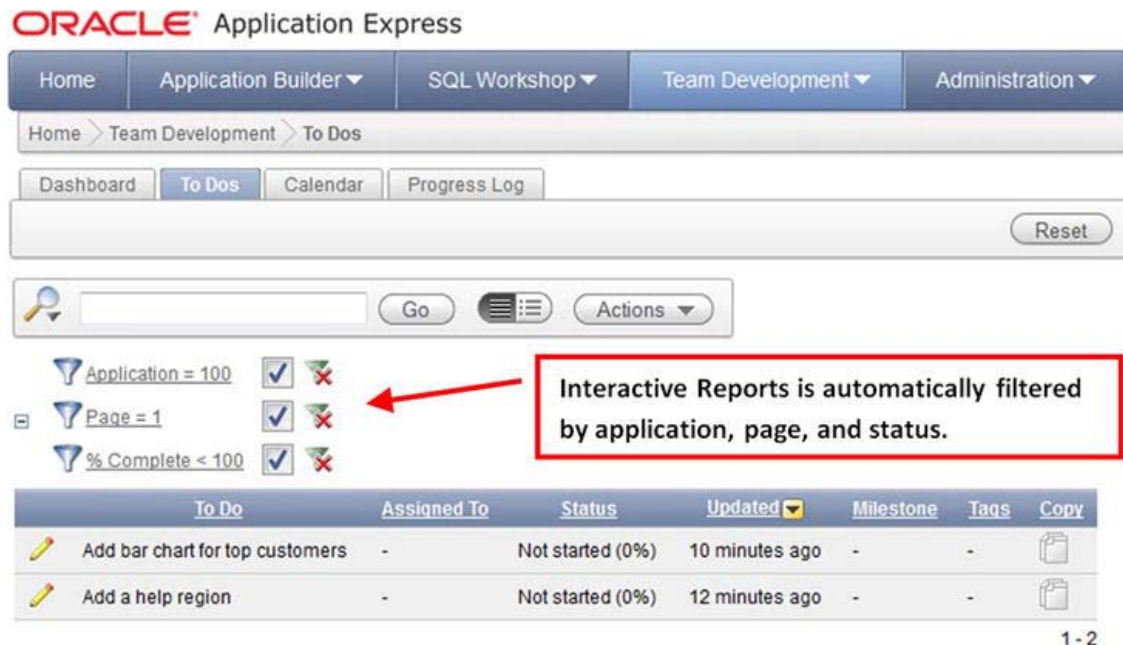 ORACLE Application Express
Home Application Builder SQL Workshop Team Development Administration
Home Team Development To Dos
Dashboard To Dos Calendar Progress Log
Reset
Go Actions
Application = 100
Page = 1
% Complete < 100
Interactive Reports is automatically filtered
by application, page, and status.
To Do Assigned To Status Updated Milestone Tags Copy
Add bar chart for top customers - Not started (0%) 10 minutes ago - -
Add a help region - Not started (0%) 12 minutes ago - -
1 - 2